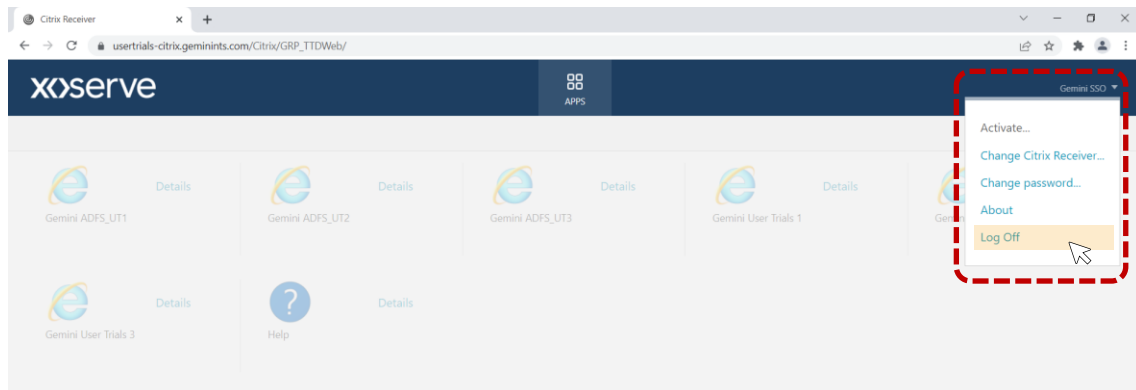 Citrix Receiver
usertrials-citrix.geminints.com/Citrix/GRP_TTDWeb/
xoserve
APPS
Gemini SSO
Activate...
Change Citrix Receiver...
Change password...
About
Log Off
Details
Details
Details
Details
Gemini ADFS_UT1
Gemini ADFS_UT2
Gemini ADFS_UT3
Gemini User Trials 1
Details
Details
Gemini User Trials 3
?
Help